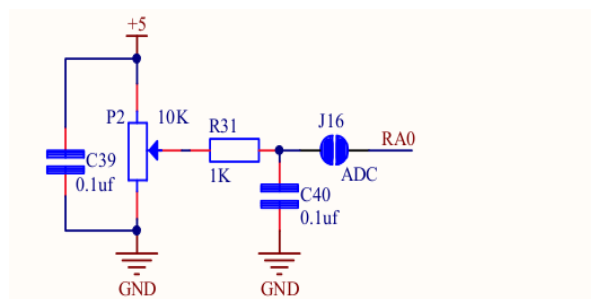 +5
P2
10K
R31
J16
RA0
C39
0.1uf
1K
ADC
C40
0.1uf
GND
GND